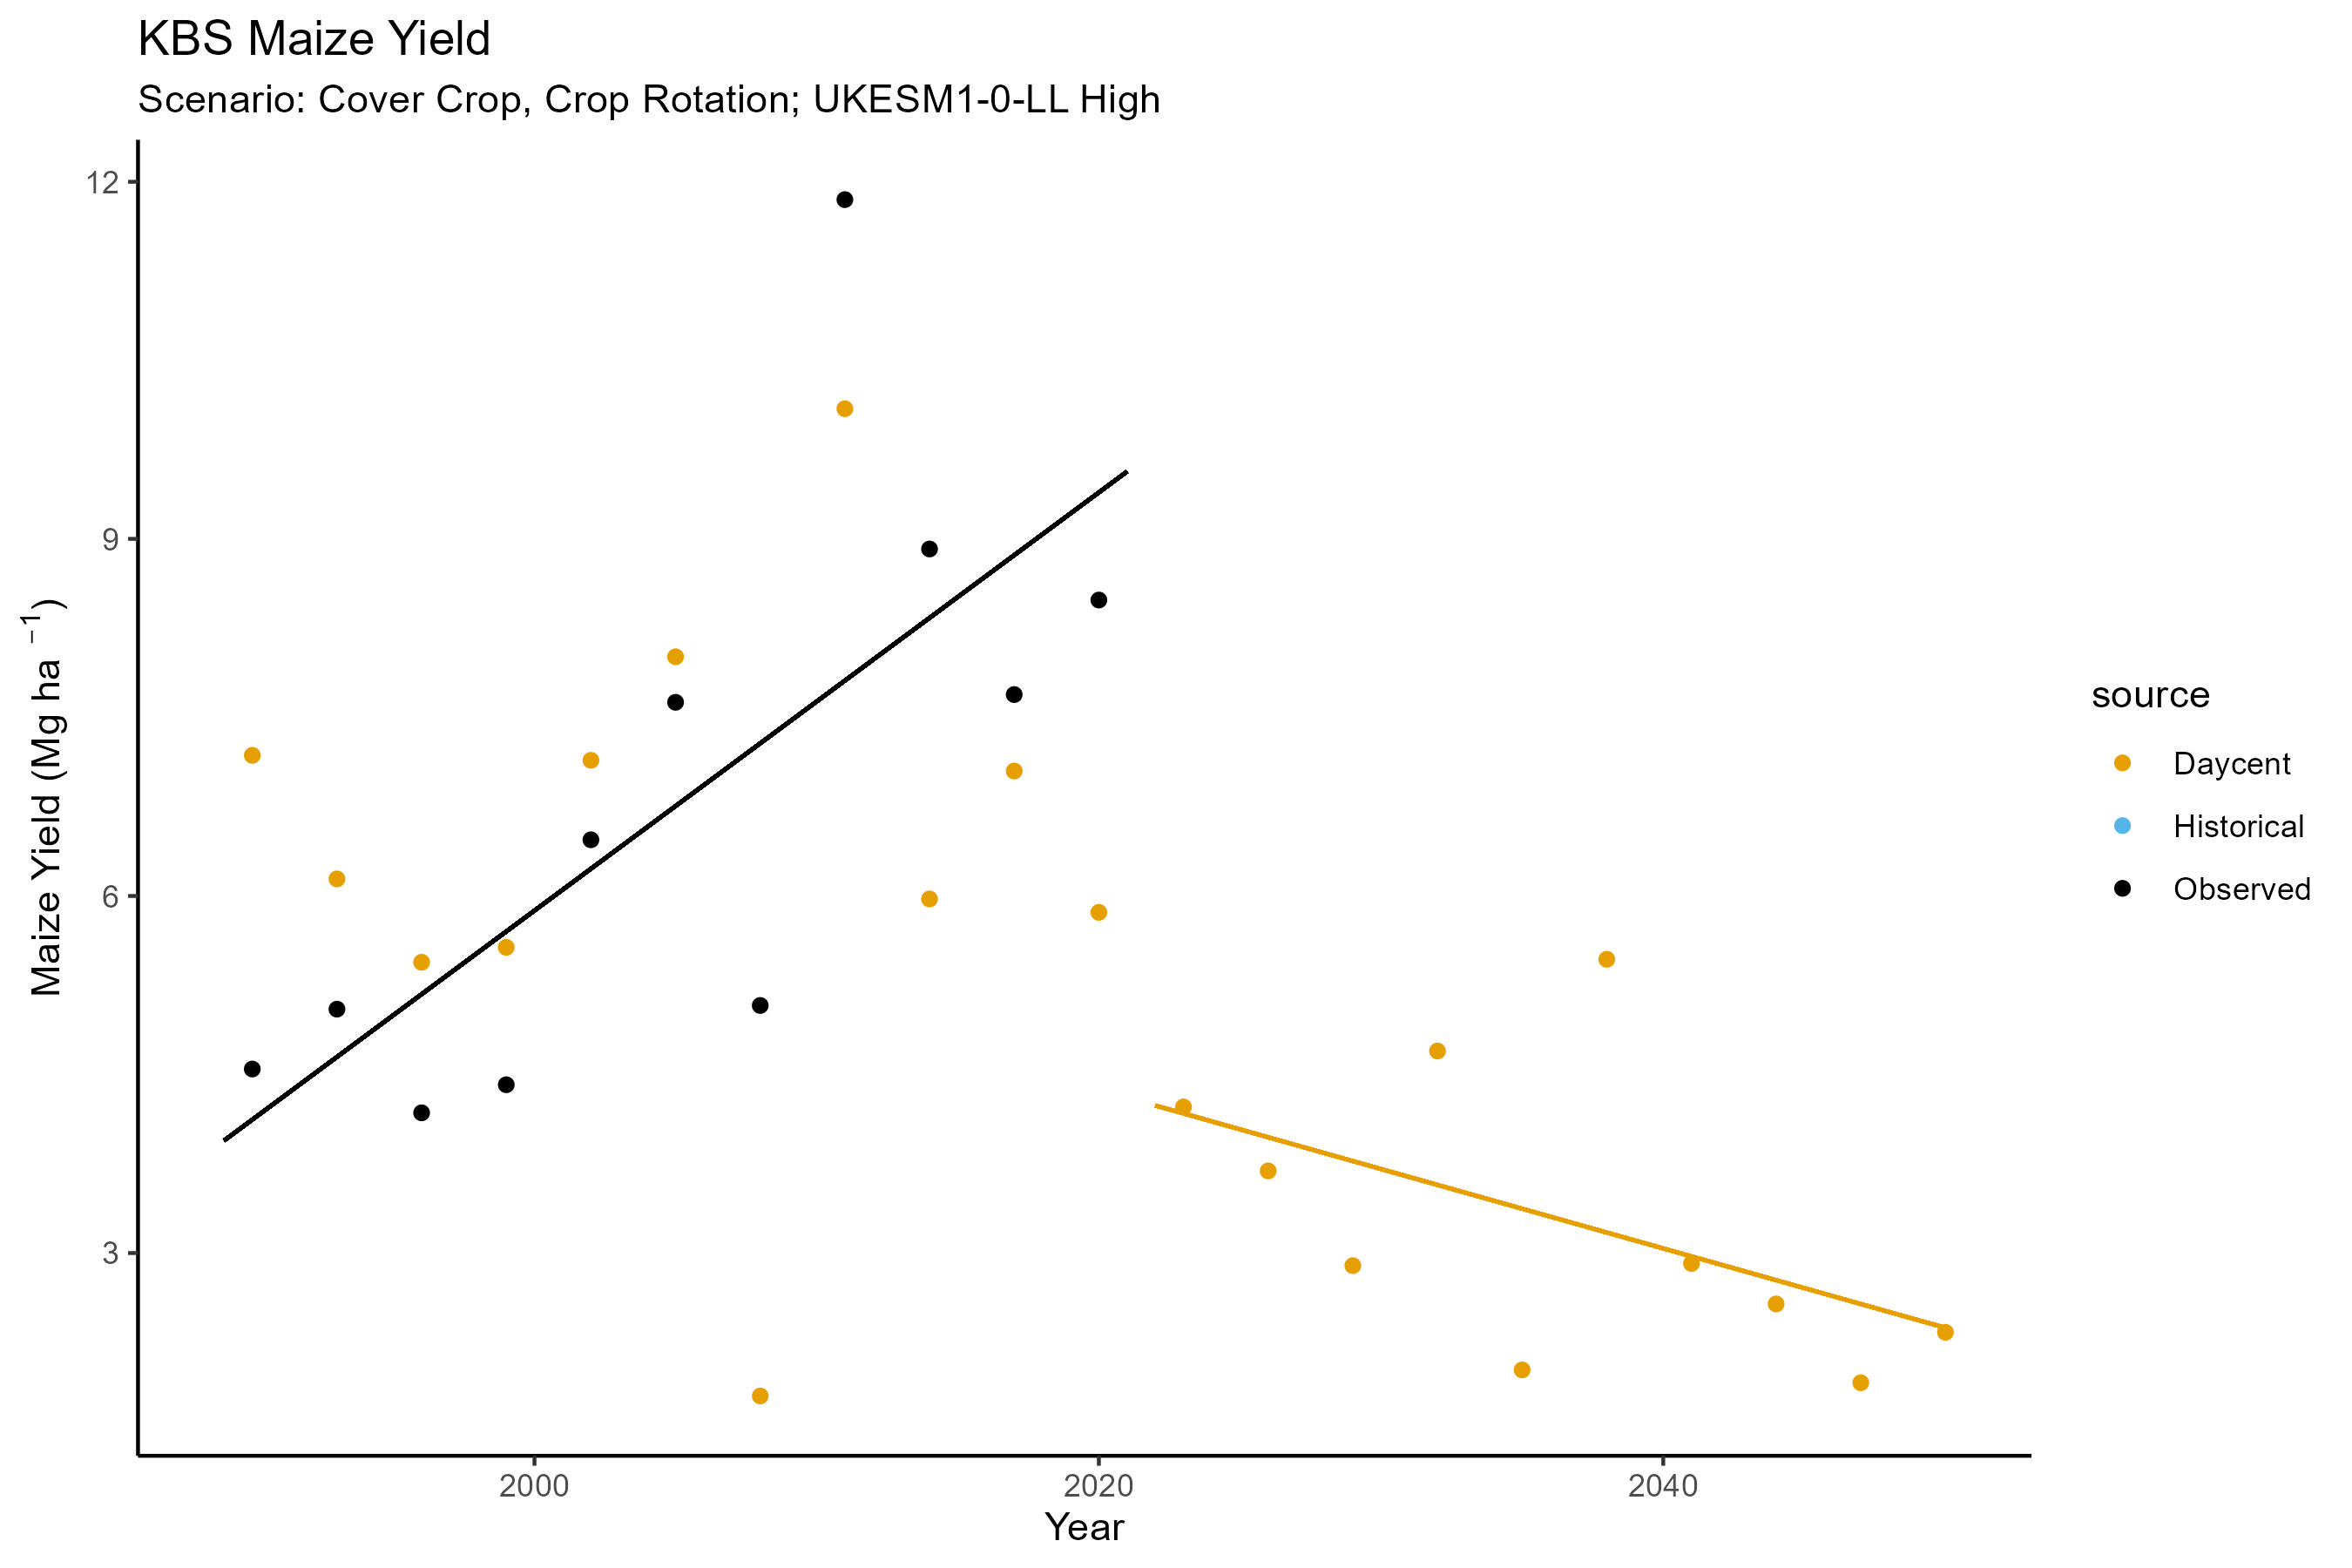 KBS Maize Yield
Scenario: Cover Crop, Crop Rotation; UKESM1-0-LL High
12
9
6
3
Maize Yield (Mg ha⁻¹)
2000
2020
2040
Year
source
Daycent
Historical
Observed